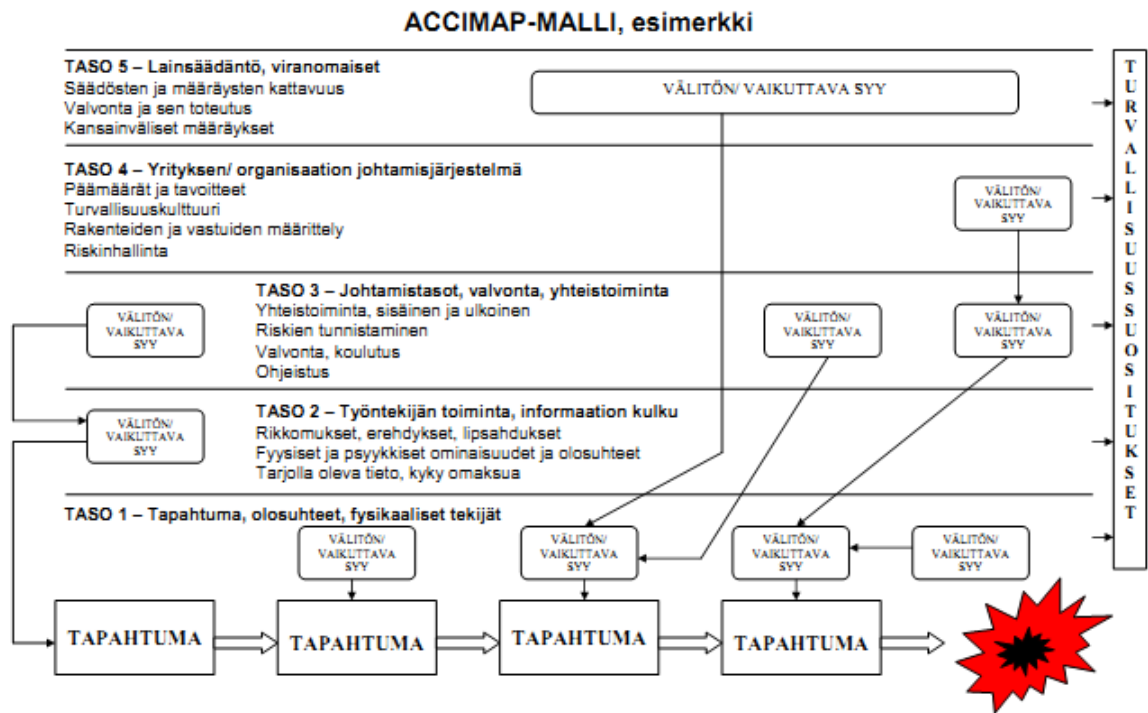 ACCIMAP-MALLI, esimerkki
TASO 5 – Lainsäädäntö, viranomaiset
Säädösten ja määräysten kattavuus
Valvonta ja sen toteutus
Kansainväliset määräykset
VÄLITÖN/ VAIKUTTAVA SYY
TASO 4 – Yrityksen/ organisaation johtamisjärjestelmä
Päämäärät ja tavoitteet
Turvallisuuskulttuuri
Rakenteiden ja vastuiden määrittely
Riskinhallinta
VÄLITÖN/
VAIKUTTAVA
SYY
TASO 3 – Johtamistasot, valvonta, yhteistoiminta
Yhteistoiminta, sisäinen ja ulkoinen
Riskien tunnistaminen
Valvonta, koulutus
Ohjeistus
VÄLITÖN/
VAIKUTTAVA
SYY
VÄLITÖN/
VAIKUTTAVA
SYY
VÄLITÖN/
VAIKUTTAVA
SYY
TASO 2 – Työntekijän toiminta, informaation kulku
Rikkomukset, erehdykset, lipsahdukset
Fyysiset ja psyykkiset ominaisuudet ja olosuhteet
Tarjolla oleva tieto, kyky omaksua
VÄLITÖN/
VAIKUTTAVA
SYY
TASO 1 – Tapahtuma, olosuhteet, fysikaaliset tekijät
VÄLITÖN/
VAIKUTTAVA
SYY
VÄLITÖN/
VAIKUTTAVA
SYY
VÄLITÖN/
VAIKUTTAVA
SYY
VÄLITÖN/
VAIKUTTAVA
SYY
TAPAHTUMA
TAPAHTUMA
TAPAHTUMA
TAPAHTUMA
TURVALLISUUSSUOSITUKSET